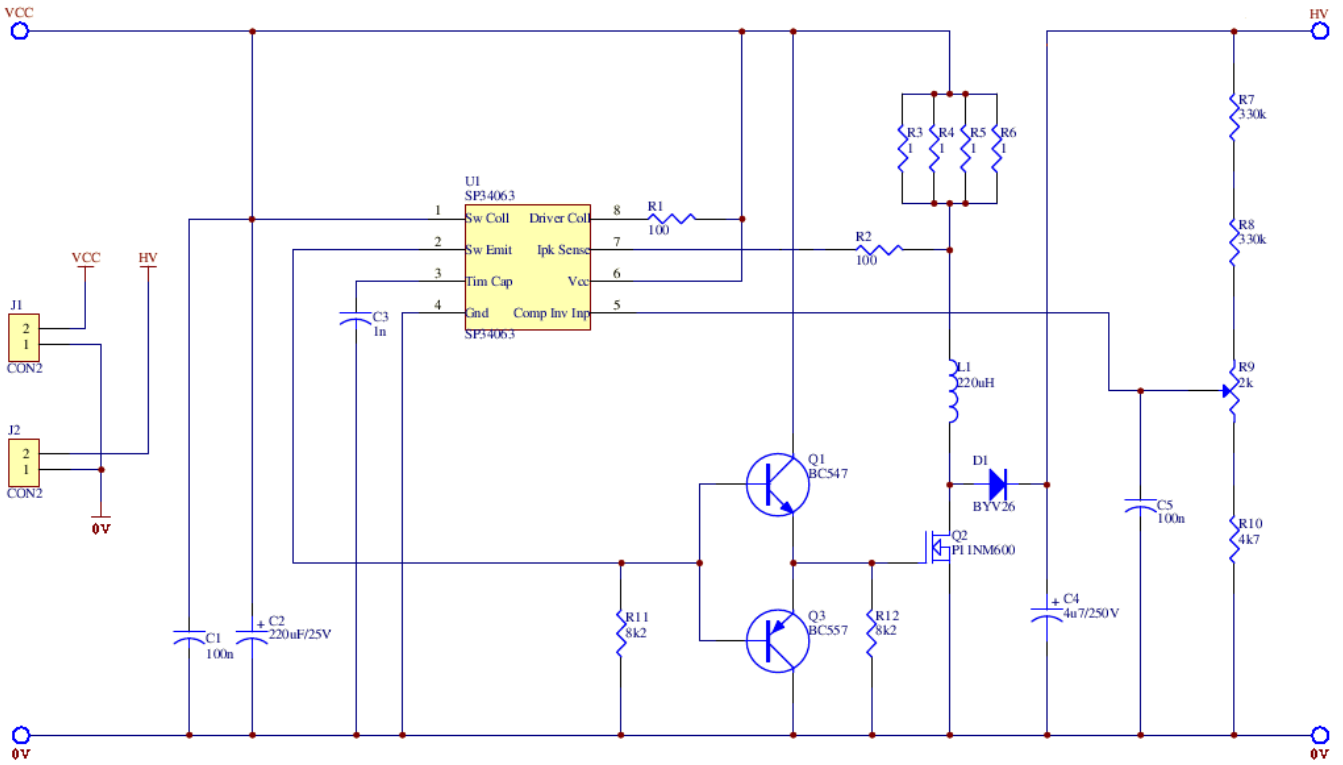 VCC
HV
R7
330k
R3
1
R4
1
R5
1
R6
1
U1
SP34063
1
Sw Coll
Driver Coll
8
R1
100
2
Sw Emit
Ipk Sense
7
R2
100
R8
330k
3
Tim Cap
Vcc
6
4
Gnd
Comp Inv Inp
5
SP34063
VCC
HV
J1
2
1
CON2
C3
1n
L1
220uH
R9
2k
J2
2
1
CON2
0V
Q1
BC547
D1
BYV26
C5
100n
Q2
P11NM600
R10
4k7
C1
100n
+
C2
220uF/25V
R11
8k2
Q3
BC557
R12
8k2
+
C4
4u7/250V
0V
0V